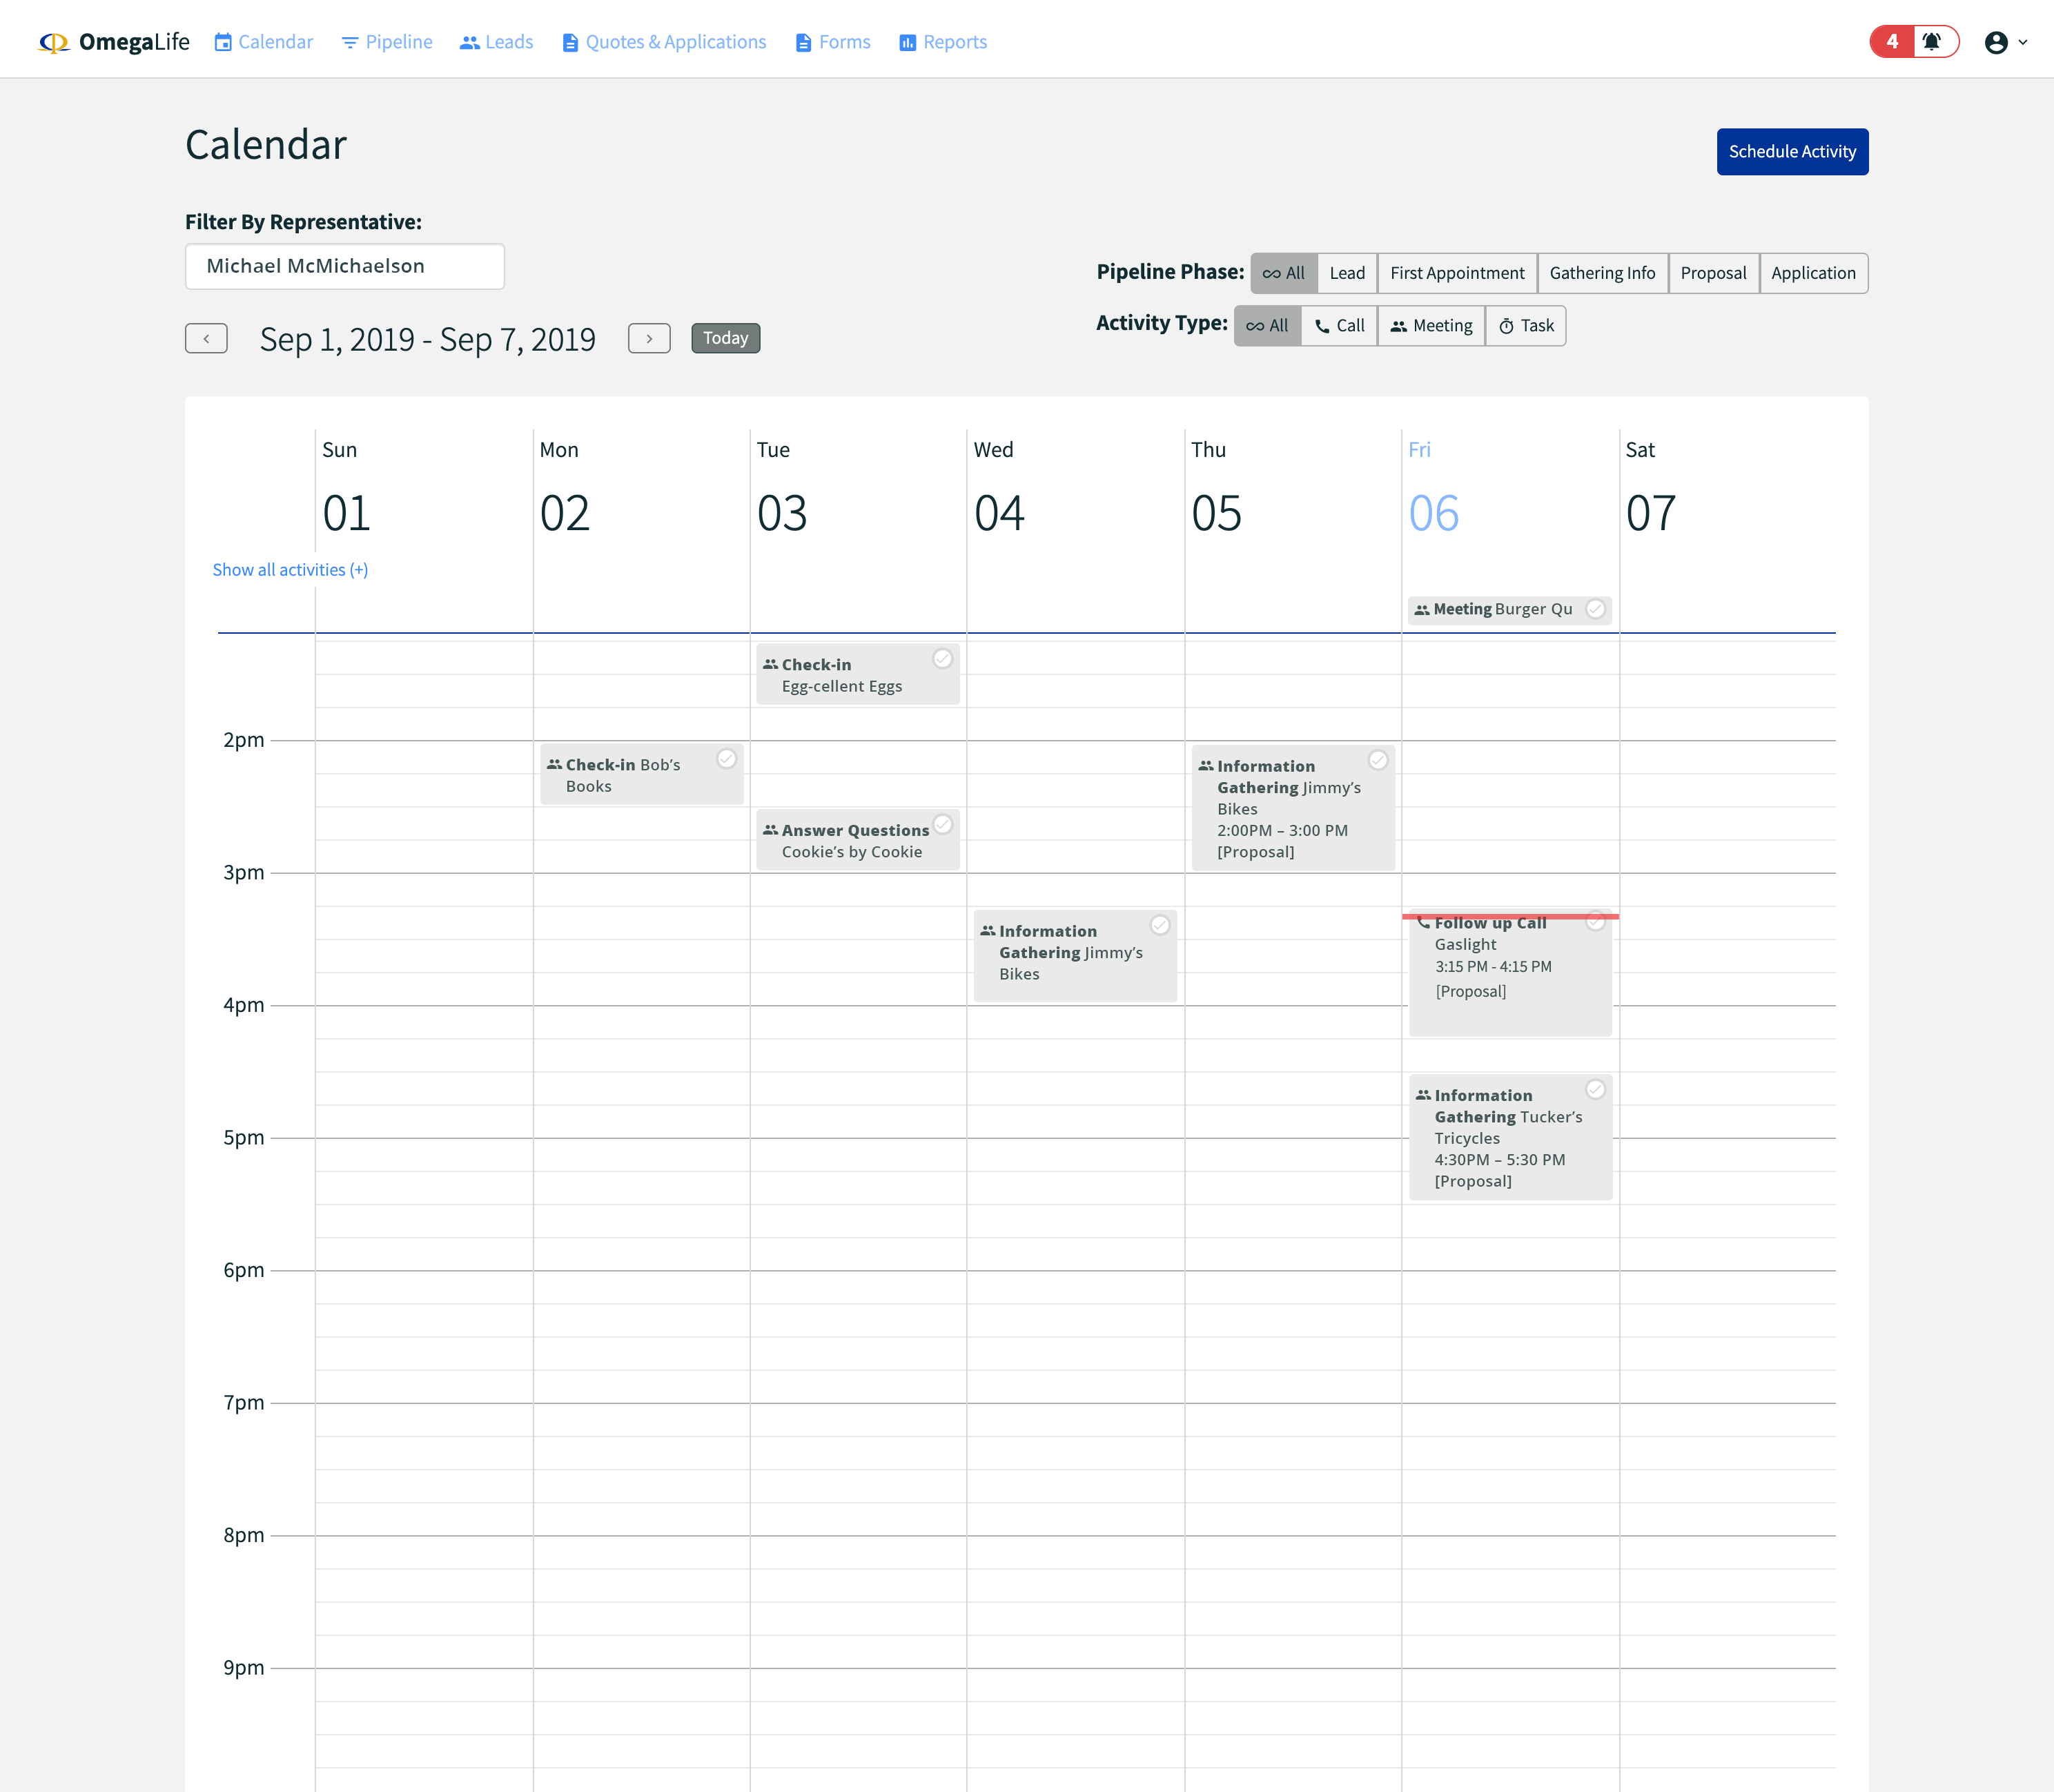 OmegaLife Calendar Pipeline Leads Quotes & Applications Forms Reports 4
Calendar
Schedule Activity
Filter By Representative:
Michael McMichaelson
Pipeline Phase: All Lead First Appointment Gathering Info Proposal Application
Activity Type: All Call Meeting Task
Sep 1, 2019 - Sep 7, 2019 Today
Sun Mon Tue Wed Thu Fri Sat
01 02 03 04 05 06 07
Show all activities (+)
Meeting Burger Qu
Check-in
Egg-cellent Eggs
2pm
Check-in Bob's
Books
Information
Gathering Jimmy's
Bikes
2:00PM – 3:00 PM
[Proposal]
Answer Questions
Cookie's by Cookie
3pm
Information
Gathering Jimmy's
Bikes
Follow up Call
Gaslight
3:15 PM - 4:15 PM
[Proposal]
4pm
Information
Gathering Tucker's
Tricycles
4:30PM – 5:30 PM
[Proposal]
5pm
6pm
7pm
8pm
9pm